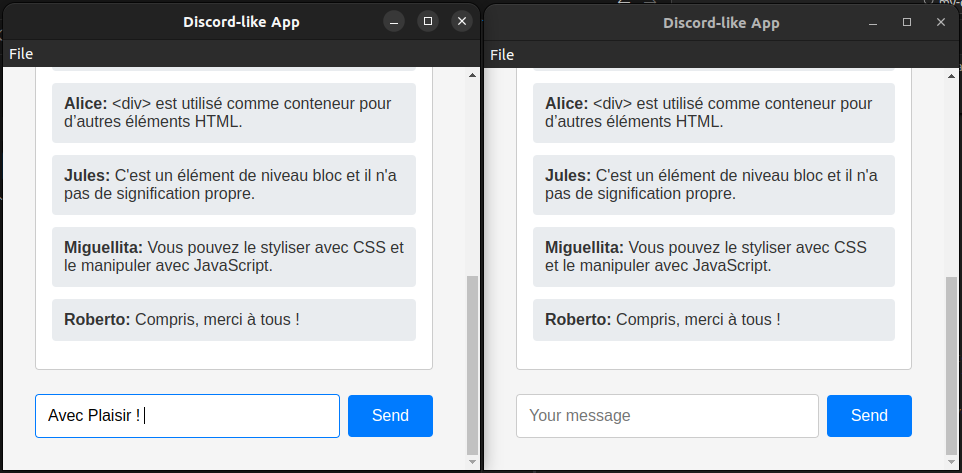 Discord-like App
File
Alice: <div> est utilisé comme conteneur pour
d'autres éléments HTML.
Jules: C'est un élément de niveau bloc et il n'a
pas de signification propre.
Miguellita: Vous pouvez le styliser avec CSS et
le manipuler avec JavaScript.
Roberto: Compris, merci à tous !
Avec Plaisir !
Send
Discord-like App
File
Alice: <div> est utilisé comme conteneur pour
d'autres éléments HTML.
Jules: C'est un élément de niveau bloc et il n'a
pas de signification propre.
Miguellita: Vous pouvez le styliser avec CSS
et le manipuler avec JavaScript.
Roberto: Compris, merci à tous !
Your message
Send